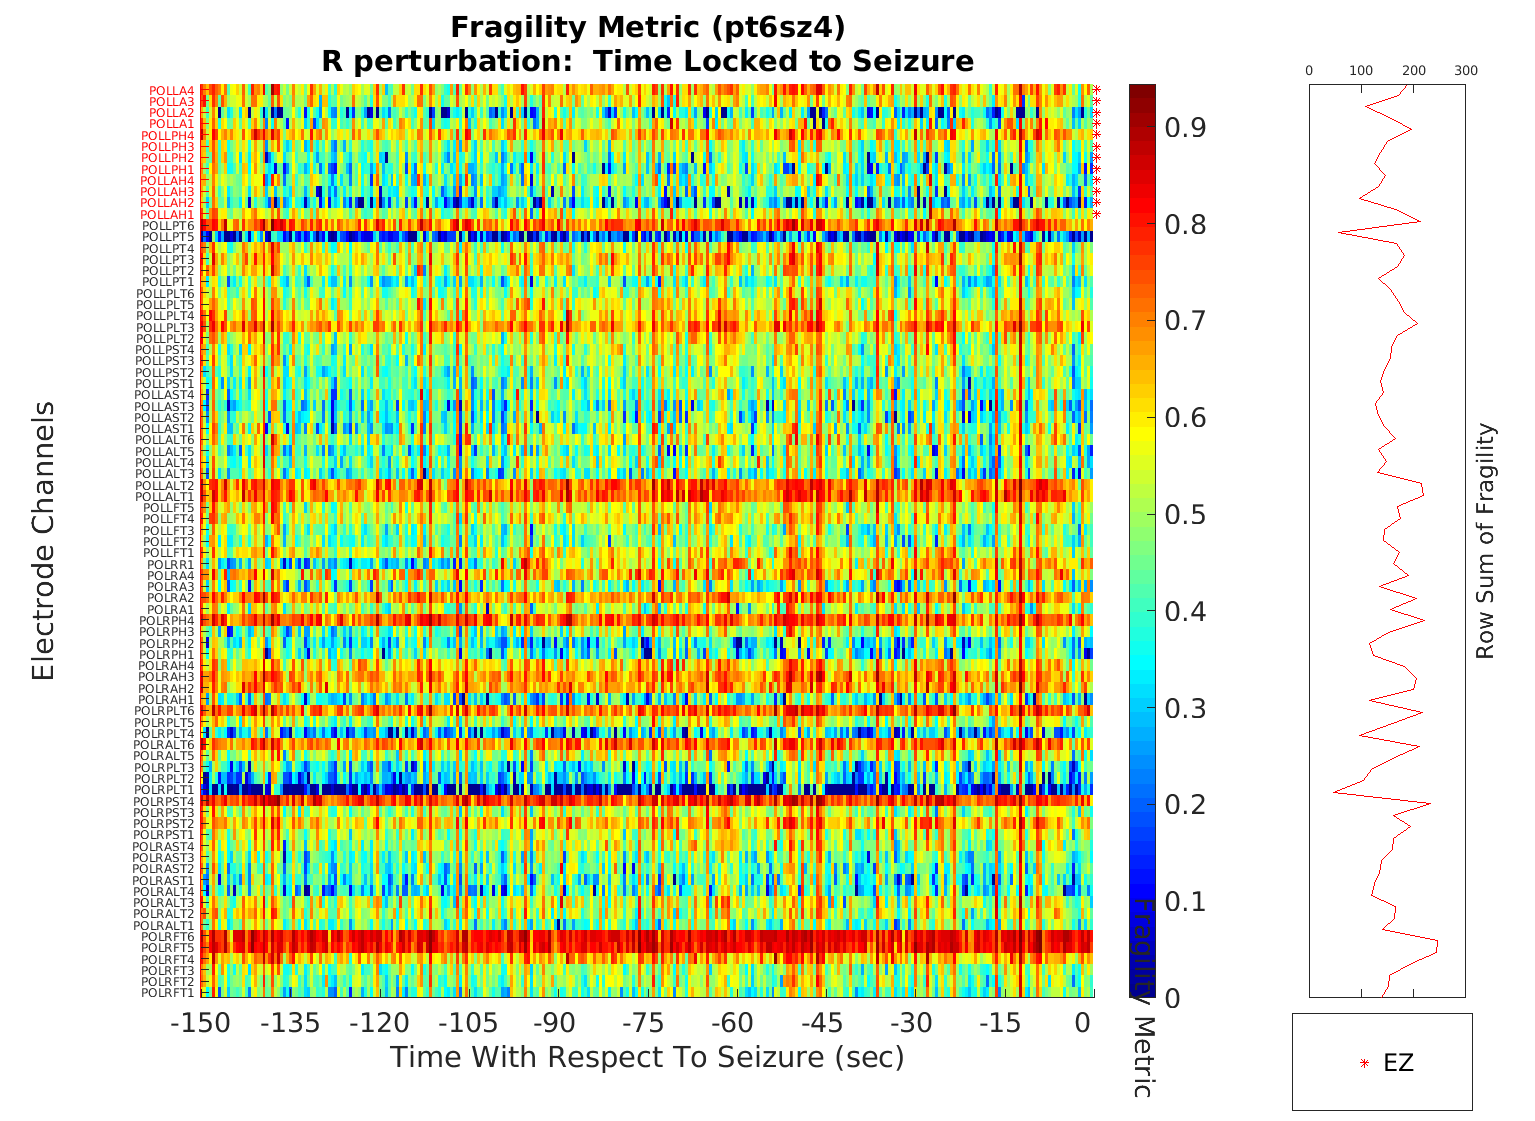 Fragility Metric (pt6sz4)
R perturbation:  Time Locked to Seizure
Electrode Channels
POLLA4
POLLA3
POLLA2
POLLA1
POLLPH4
POLLPH3
POLLPH2
POLLPH1
POLLAH4
POLLAH3
POLLAH2
POLLAH1
POLLPT6
POLLPT5
POLLPT4
POLLPT3
POLLPT2
POLLPT1
POLLPLT6
POLLPLT5
POLLPLT4
POLLPLT3
POLLPLT2
POLLPST4
POLLPST3
POLLPST2
POLLPST1
POLLAST4
POLLAST3
POLLAST2
POLLAST1
POLLALT6
POLLALT5
POLLALT4
POLLALT3
POLLALT2
POLLALT1
POLLFT5
POLLFT4
POLLFT3
POLLFT2
POLLFT1
POLRR1
POLRA4
POLRA3
POLRA2
POLRA1
POLRPH4
POLRPH3
POLRPH2
POLRPH1
POLRAH4
POLRAH3
POLRAH2
POLRAH1
POLRPLT6
POLRPLT5
POLRPLT4
POLRALT6
POLRALT5
POLRPLT3
POLRPLT2
POLRPLT1
POLRPST4
POLRPST3
POLRPST2
POLRPST1
POLRAST4
POLRAST3
POLRAST2
POLRAST1
POLRALT4
POLRALT3
POLRALT2
POLRALT1
POLRFT6
POLRFT5
POLRFT4
POLRFT3
POLRFT2
POLRFT1
-150 -135 -120 -105 -90 -75 -60 -45 -30 -15 0
Time With Respect To Seizure (sec)
0.9
0.8
0.7
0.6
0.5
0.4
0.3
0.2
0.1
0
Fragility Metric
0 100 200 300
Row Sum of Fragility
EZ